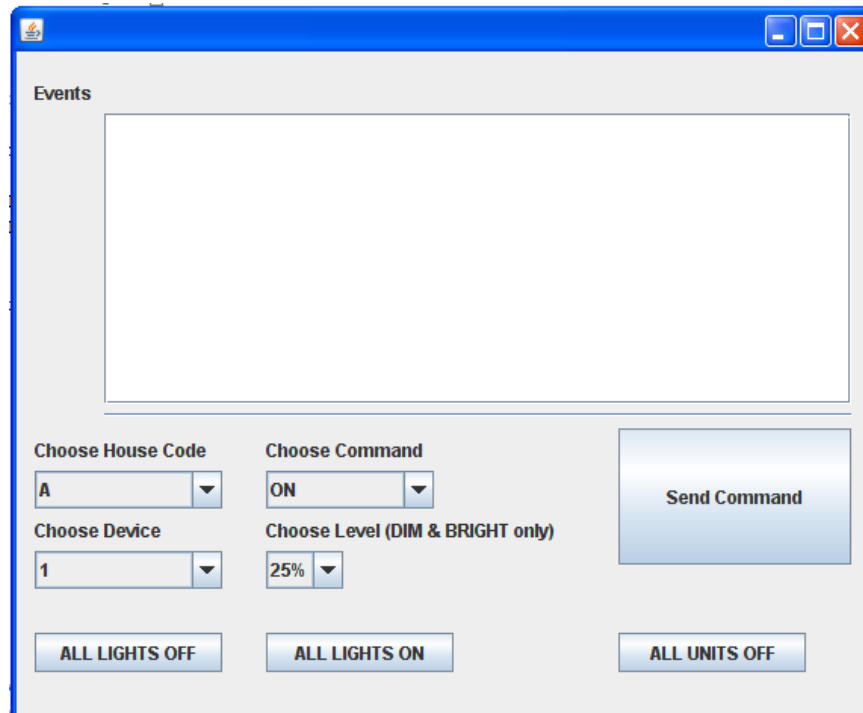 Events
Choose House Code
Choose Command
A
ON
Send Command
Choose Device
Choose Level (DIM & BRIGHT only)
1
25%
ALL LIGHTS OFF
ALL LIGHTS ON
ALL UNITS OFF